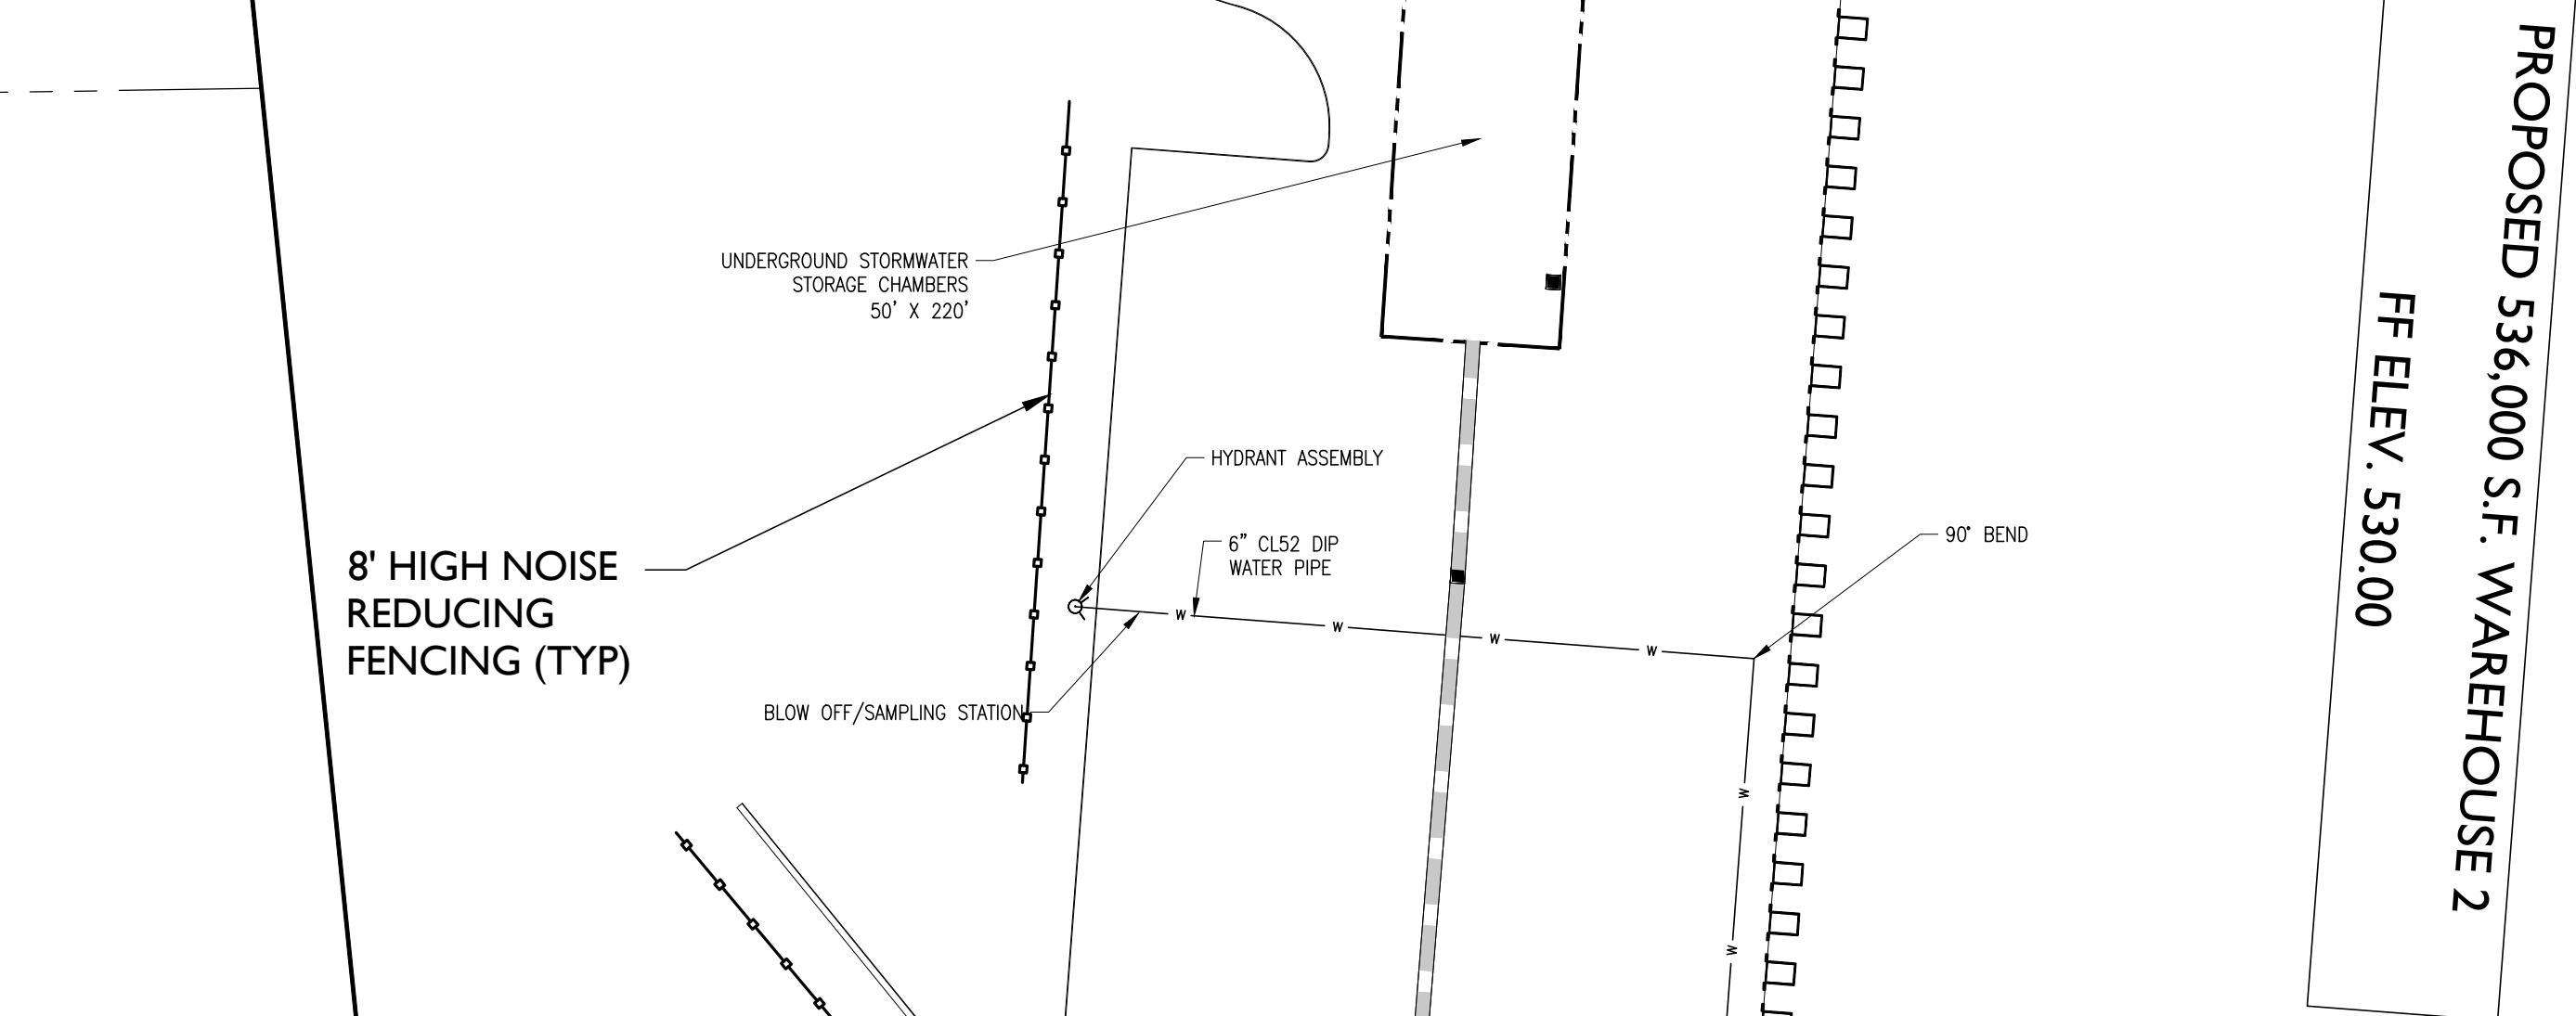 UNDERGROUND STORMWATER
STORAGE CHAMBERS
50' X 220'
HYDRANT ASSEMBLY
6" CL52 DIP
WATER PIPE
90° BEND
8' HIGH NOISE
REDUCING
FENCING (TYP)
BLOW OFF/SAMPLING STATION
W
W
W
W
W
W
PROPOSED 536,000 S.F. WAREHOUSE 2
FF ELEV. 530.00